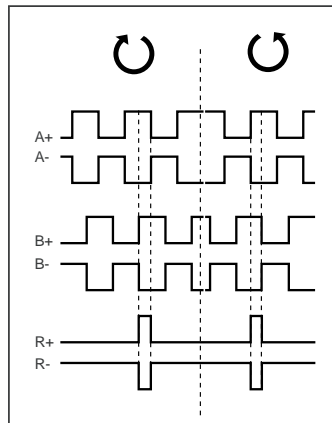 A+
A-
B+
B-
R+
R-